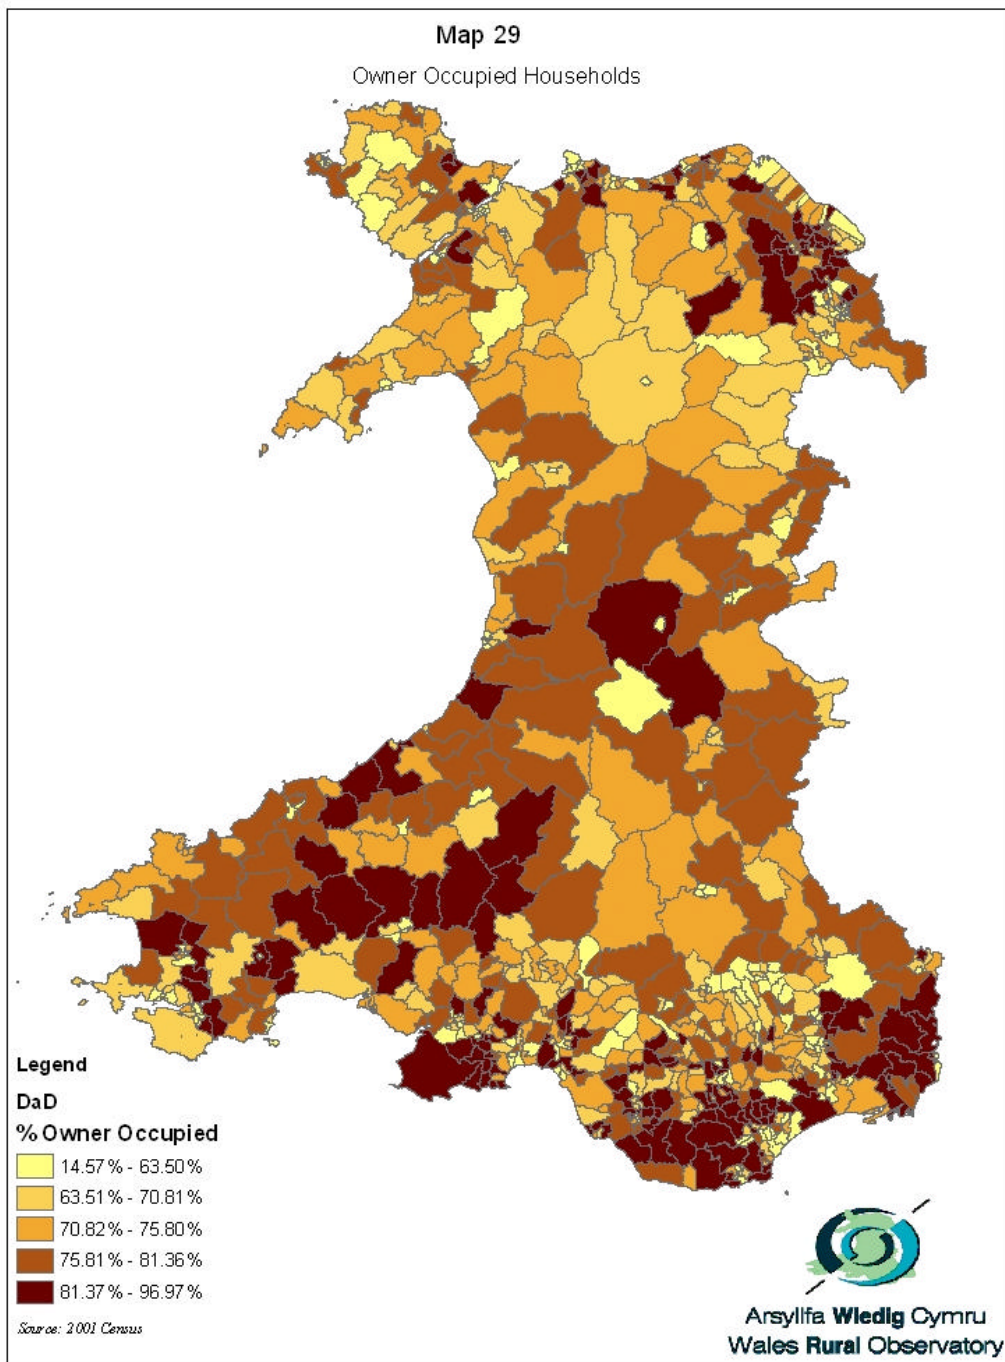 Map 29
Owner Occupied Households
Legend
DaD
% Owner Occupied
14.57% - 63.50%
63.51% - 70.81%
70.82% - 75.80%
75.81% - 81.36%
81.37% - 96.97%
Source: 2001 Census
Arsyllfa Wledig Cymru
Wales Rural Observatory